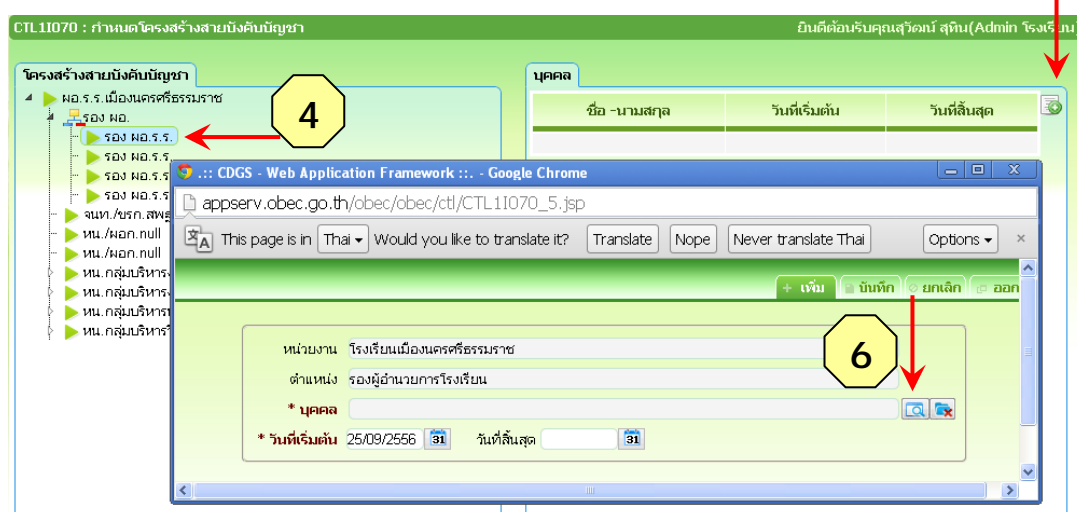 CTL1I070 : กำหนดโครงสร้างสายบังคับบัญชา
ยินดีต้อนรับคุณสุวัฒน์ สุทิน(Admin โรงเรียน)
โครงสร้างสายบังคับบัญชา
ผอ.ร.ร.เมืองนครศรีธรรมราช
รอง ผอ.
รอง ผอ.ร.ร.
รอง ผอ.ร.ร.
รอง ผอ.ร.ร
รอง ผอ.ร.ร
จนท./ขรก.สพฐ
หน./ผอก.null
หน./ผอก.null
หน.กลุ่มบริหาร
หน.กลุ่มบริหาร
หน.กลุ่มบริหาร
หน.กลุ่มบริหาร
4
บุคคล
ชื่อ -นามสกุล วันที่เริ่มต้น วันที่สิ้นสุด
.:: CDGS - Web Application Framework ::. - Google Chrome
appserv.obec.go.th/obec/obec/ctl/CTL1I070_5.jsp
This page is in Thai Would you like to translate it? Translate Nope Never translate Thai Options
เพิ่ม บันทึก ยกเลิก ออก
หน่วยงาน โรงเรียนเมืองนครศรีธรรมราช
ตำแหน่ง รองผู้อำนวยการโรงเรียน
* บุคคล
* วันที่เริ่มต้น 25/09/2556 31 วันที่สิ้นสุด 31
6